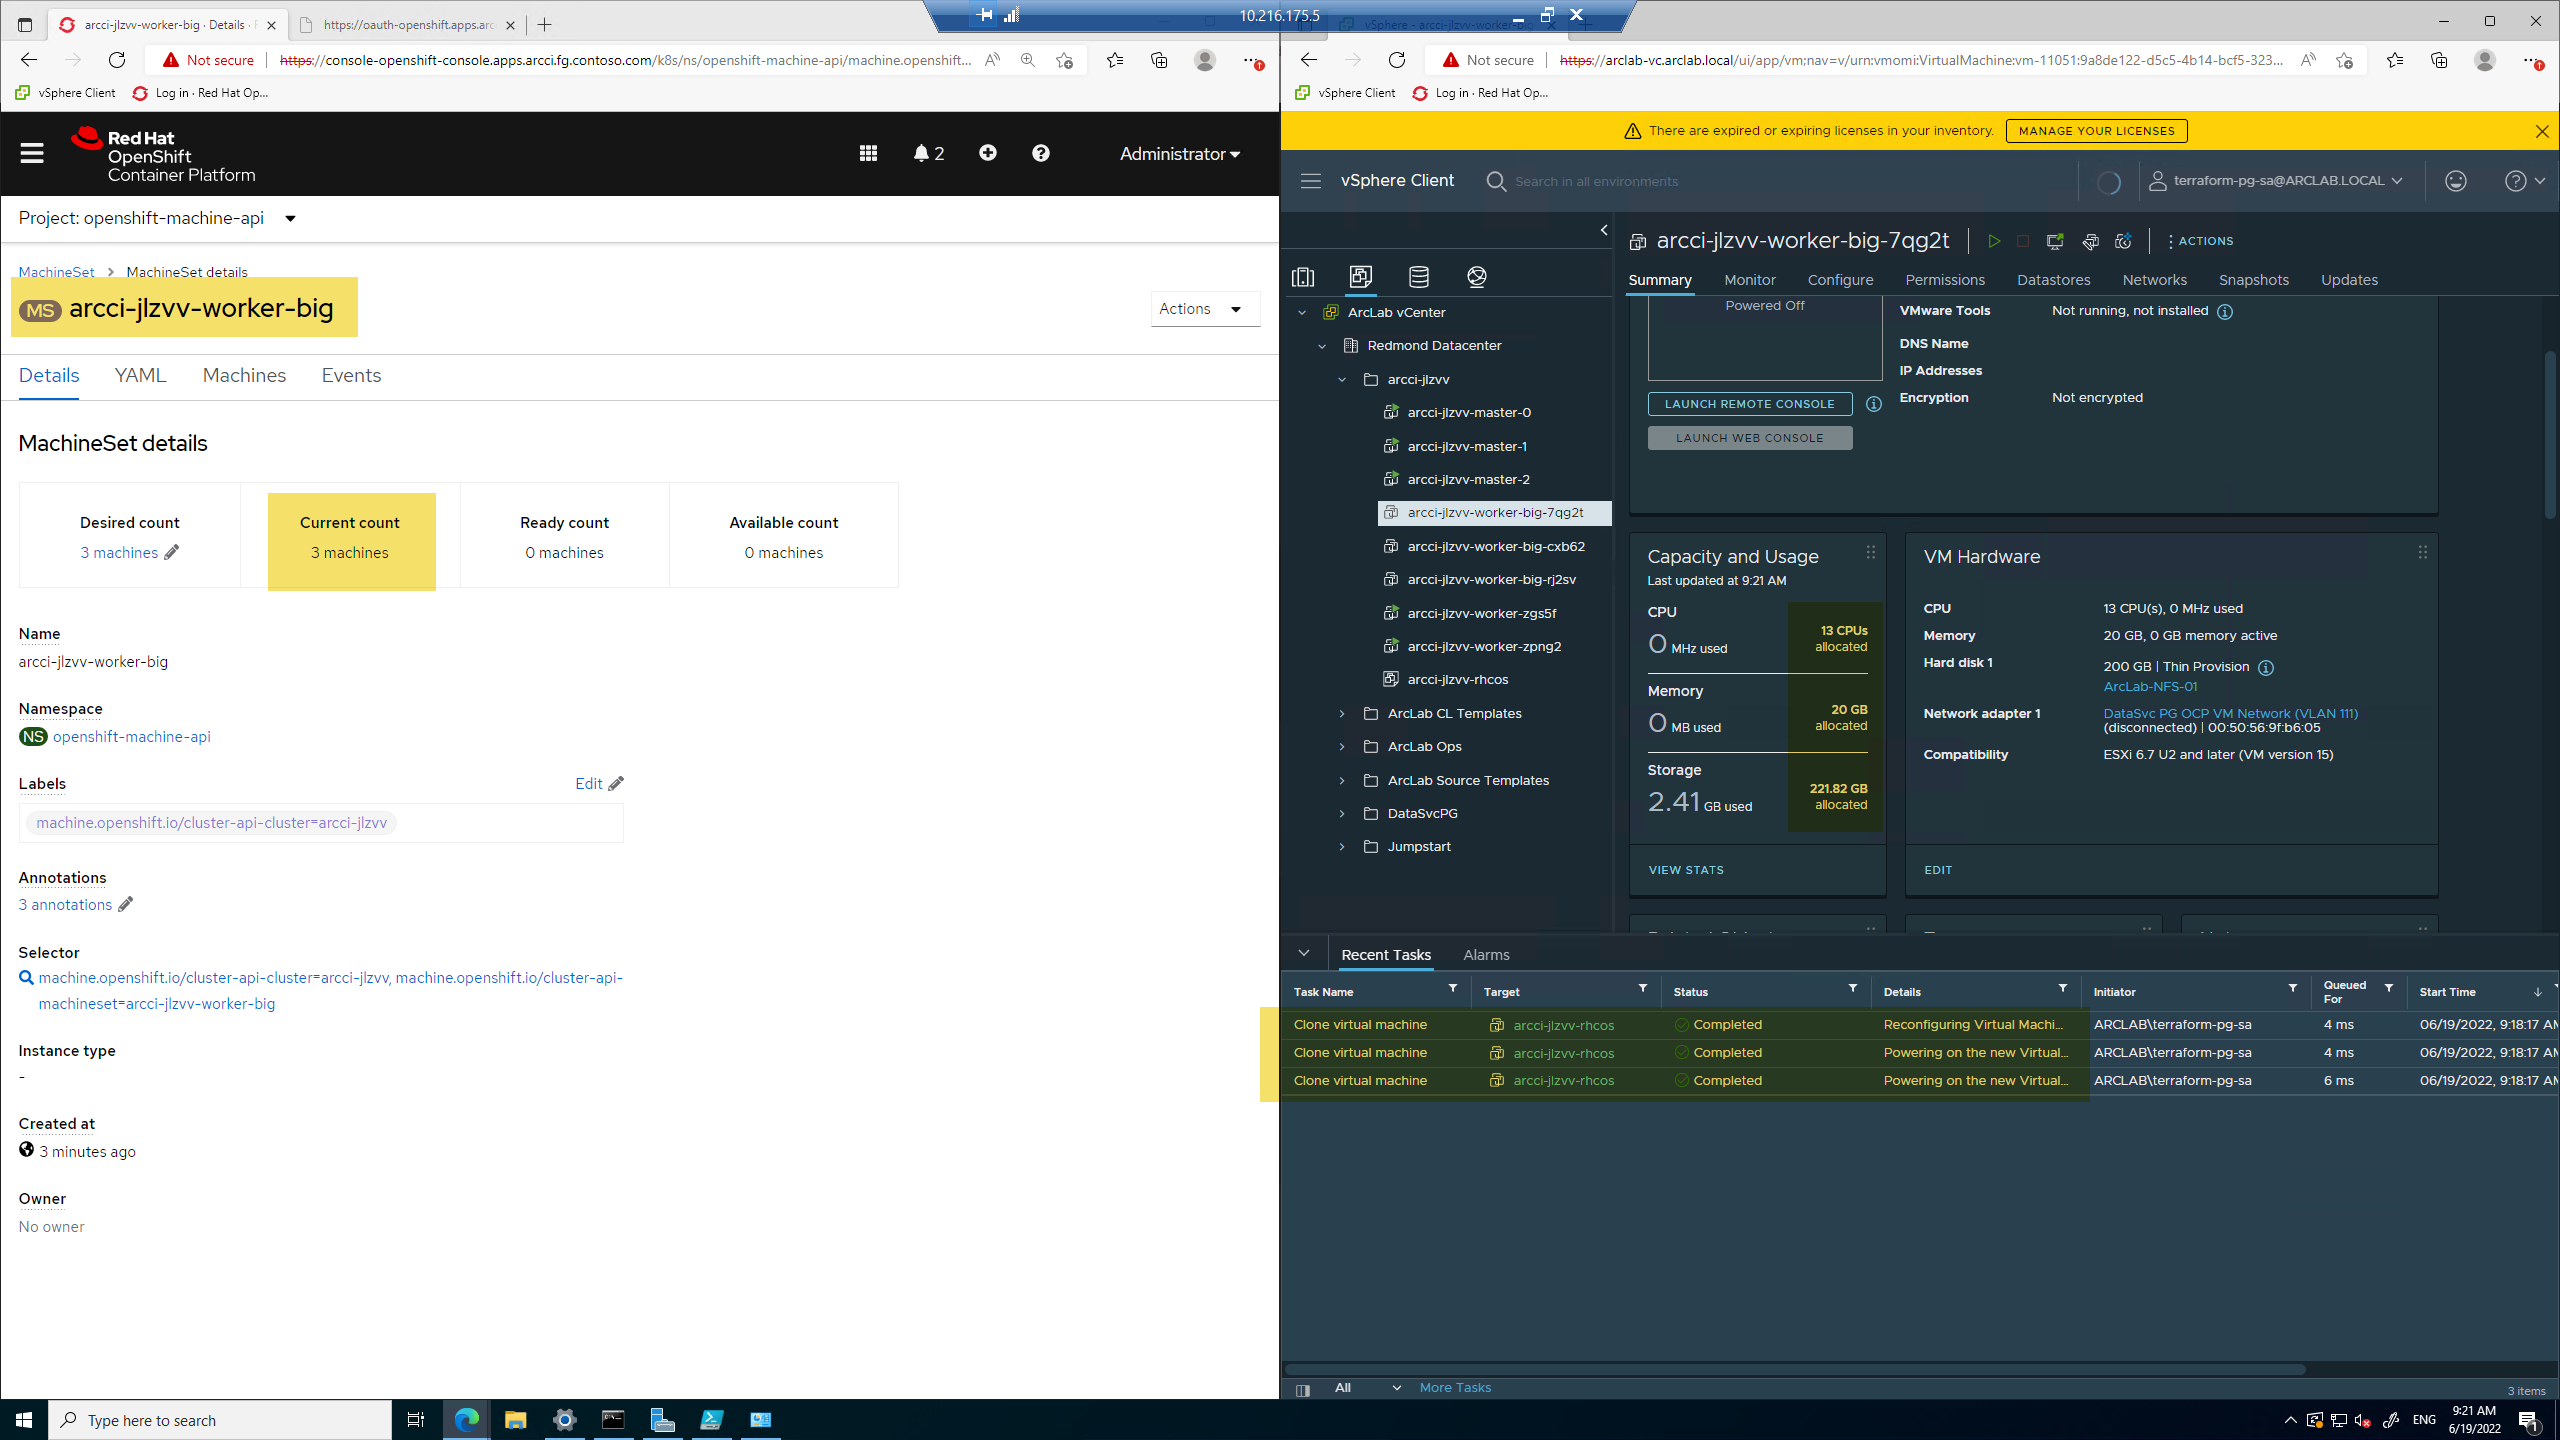 10.216.175.5
arcci-jlzvv-worker-big · Details · R
https://oauth-openshift.apps.arc
Not secure
https://console-openshift-console.apps.arcci.fg.contoso.com/k8s/ns/openshift-machine-api/machine.openshift...
vSphere Client
Log in · Red Hat Op...
Red Hat
OpenShift
Container Platform
2
Administrator
Project: openshift-machine-api
MachineSet > MachineSet details
MS arcci-jlzvv-worker-big
Actions
Details YAML Machines Events
MachineSet details
Desired count
3 machines
Current count
3 machines
Ready count
0 machines
Available count
0 machines
Name
arcci-jlzvv-worker-big
Namespace
NS openshift-machine-api
Labels
Edit
machine.openshift.io/cluster-api-cluster=arcci-jlzvv
Annotations
3 annotations
Selector
machine.openshift.io/cluster-api-cluster=arcci-jlzvv, machine.openshift.io/cluster-api-
machineset=arcci-jlzvv-worker-big
Instance type
-
Created at
3 minutes ago
Owner
No owner
vSphere - arcci-jlzvv-worker-big
Not secure
https://arclab-vc.arclab.local/ui/app/vm;nav=v/urn:vmomi:VirtualMachine:vm-11051:9a8de122-d5c5-4b14-bcf5-323...
vSphere Client
Log in · Red Hat Op...
There are expired or expiring licenses in your inventory.
MANAGE YOUR LICENSES
vSphere Client
Search in all environments
terraform-pg-sa@ARCLAB.LOCAL
ArcLab vCenter
Redmond Datacenter
arcci-jlzvv
arcci-jlzvv-master-0
arcci-jlzvv-master-1
arcci-jlzvv-master-2
arcci-jlzvv-worker-big-7qg2t
arcci-jlzvv-worker-big-cxb62
arcci-jlzvv-worker-big-rj2sv
arcci-jlzvv-worker-zgs5f
arcci-jlzvv-worker-zpng2
arcci-jlzvv-rhcos
ArcLab CL Templates
ArcLab Ops
ArcLab Source Templates
DataSvcPG
Jumpstart
arcci-jlzvv-worker-big-7qg2t
ACTIONS
Summary Monitor Configure Permissions Datastores Networks Snapshots Updates
Powered Off
LAUNCH REMOTE CONSOLE
LAUNCH WEB CONSOLE
VMware Tools Not running, not installed
DNS Name
IP Addresses
Encryption Not encrypted
Capacity and Usage
Last updated at 9:21 AM
CPU
0 MHz used
13 CPUs
allocated
Memory
0 MB used
20 GB
allocated
Storage
2.41 GB used
221.82 GB
allocated
VIEW STATS
VM Hardware
CPU 13 CPU(s), 0 MHz used
Memory 20 GB, 0 GB memory active
Hard disk 1 200 GB | Thin Provision
ArcLab-NFS-01
Network adapter 1 DataSvc PG OCP VM Network (VLAN 111)
(disconnected) | 00:50:56:9f:b6:05
Compatibility ESXi 6.7 U2 and later (VM version 15)
EDIT
Recent Tasks Alarms
Task Name Target Status Details Initiator Queued For Start Time
Clone virtual machine arcci-jlzvv-rhcos Completed Reconfiguring Virtual Machi... ARCLAB\terraform-pg-sa 4 ms 06/19/2022, 9:18:17 AM
Clone virtual machine arcci-jlzvv-rhcos Completed Powering on the new Virtual... ARCLAB\terraform-pg-sa 4 ms 06/19/2022, 9:18:17 AM
Clone virtual machine arcci-jlzvv-rhcos Completed Powering on the new Virtual... ARCLAB\terraform-pg-sa 6 ms 06/19/2022, 9:18:17 AM
All
More Tasks
3 items
Type here to search
ENG
9:21 AM
6/19/2022
1